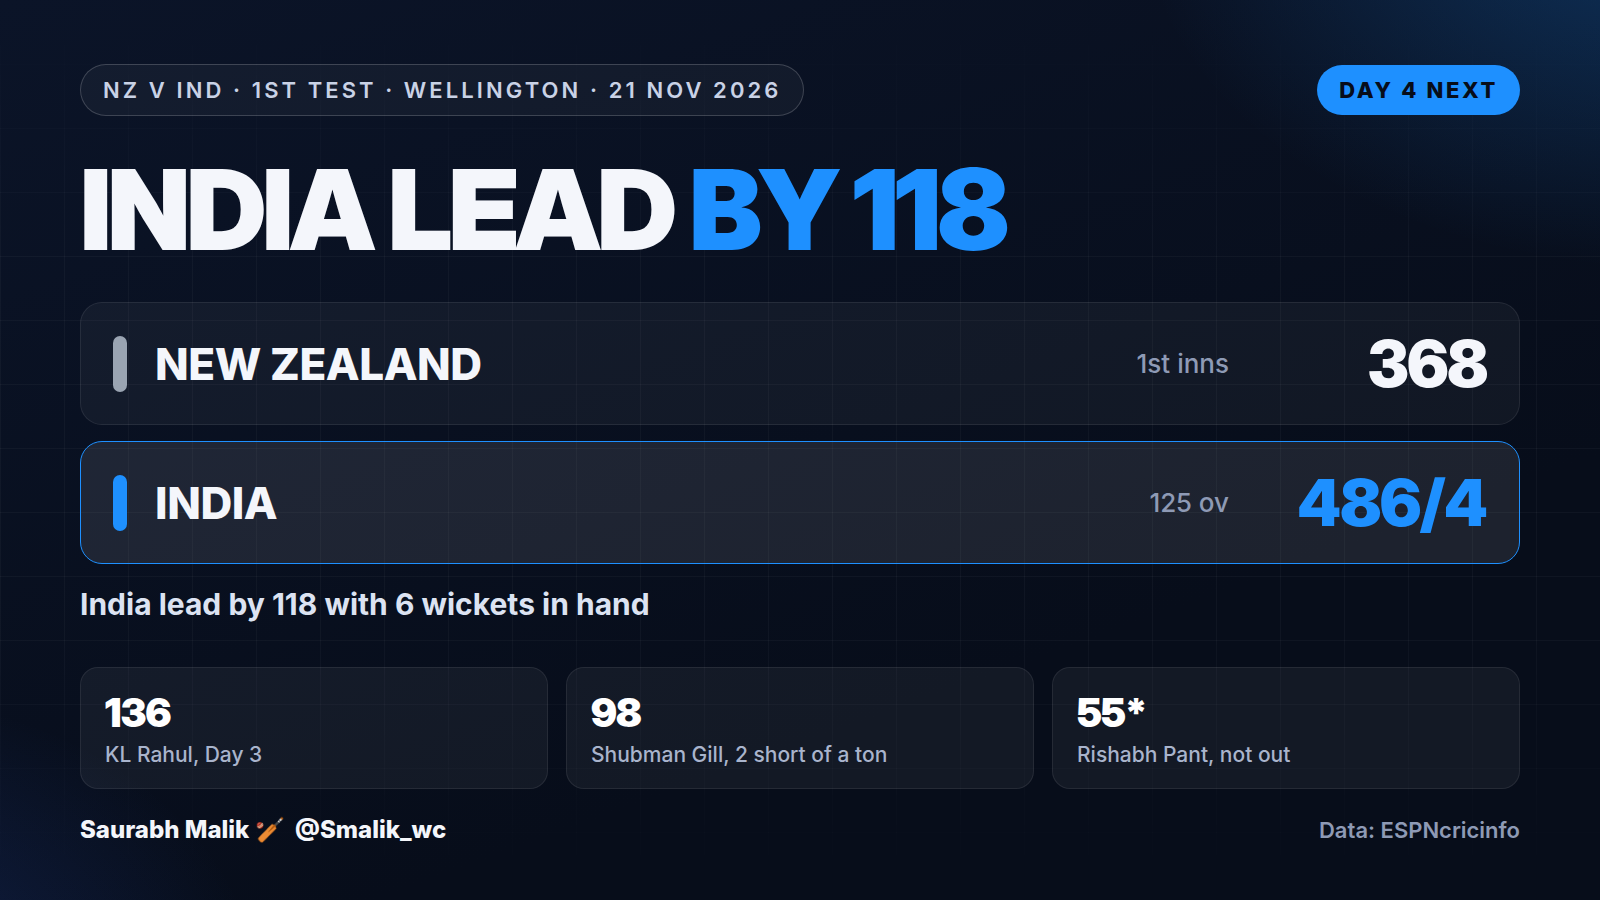 NZ V IND · 1ST TEST · WELLINGTON · 21 NOV 2026
DAY 4 NEXT
INDIA LEAD BY 118
NEW ZEALAND 1st inns 368
INDIA 125 ov 486/4
India lead by 118 with 6 wickets in hand
136
KL Rahul, Day 3
98
Shubman Gill, 2 short of a ton
55*
Rishabh Pant, not out
Saurabh Malik 🏏 @Smalik_wc
Data: ESPNcricinfo